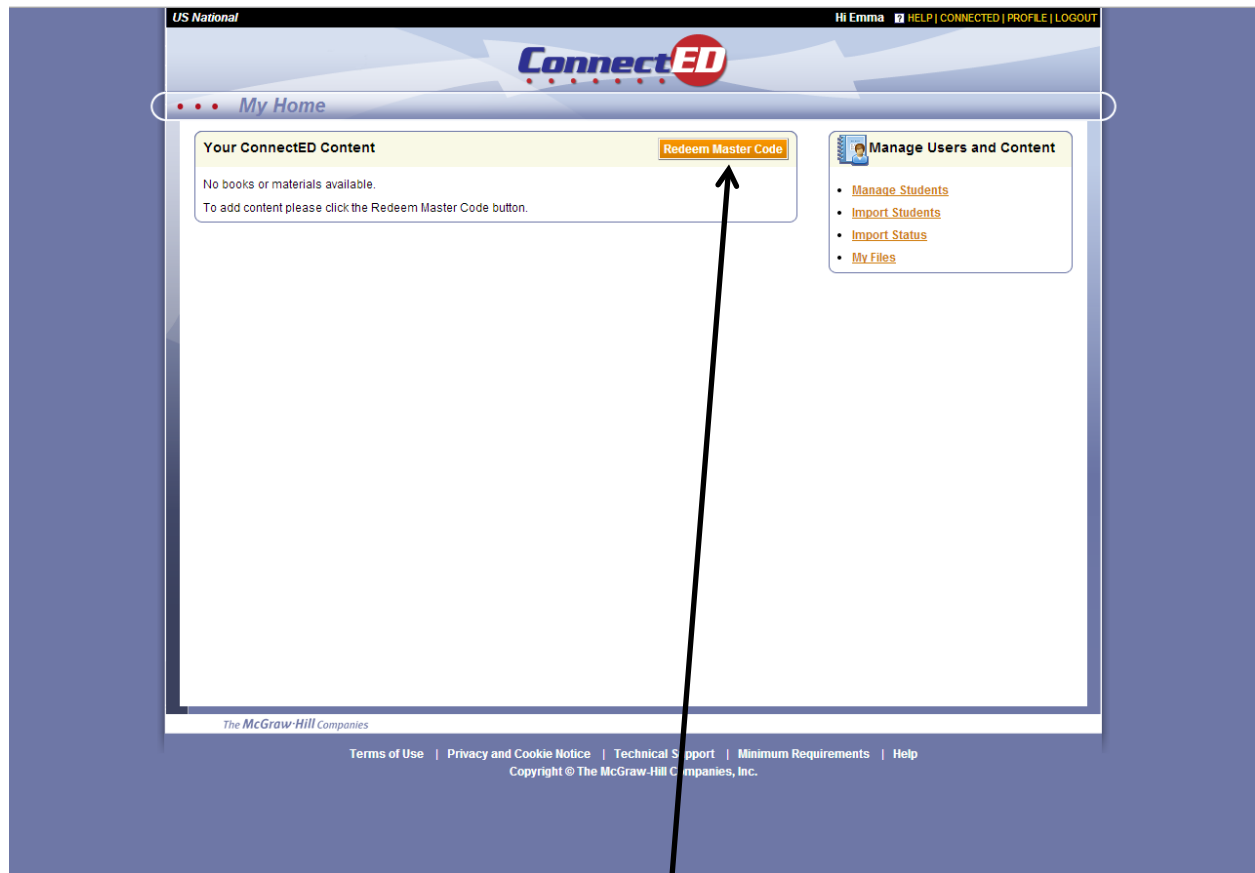 US National
Hi Emma ? HELP | CONNECTED | PROFILE | LOGOUT
ConnectED
My Home
Your ConnectED Content
Redeem Master Code
No books or materials available.
To add content please click the Redeem Master Code button.
Manage Users and Content
• Manage Students
• Import Students
• Import Status
• My Files
The McGraw·Hill Companies
Terms of Use | Privacy and Cookie Notice | Technical Support | Minimum Requirements | Help
Copyright © The McGraw-Hill Companies, Inc.